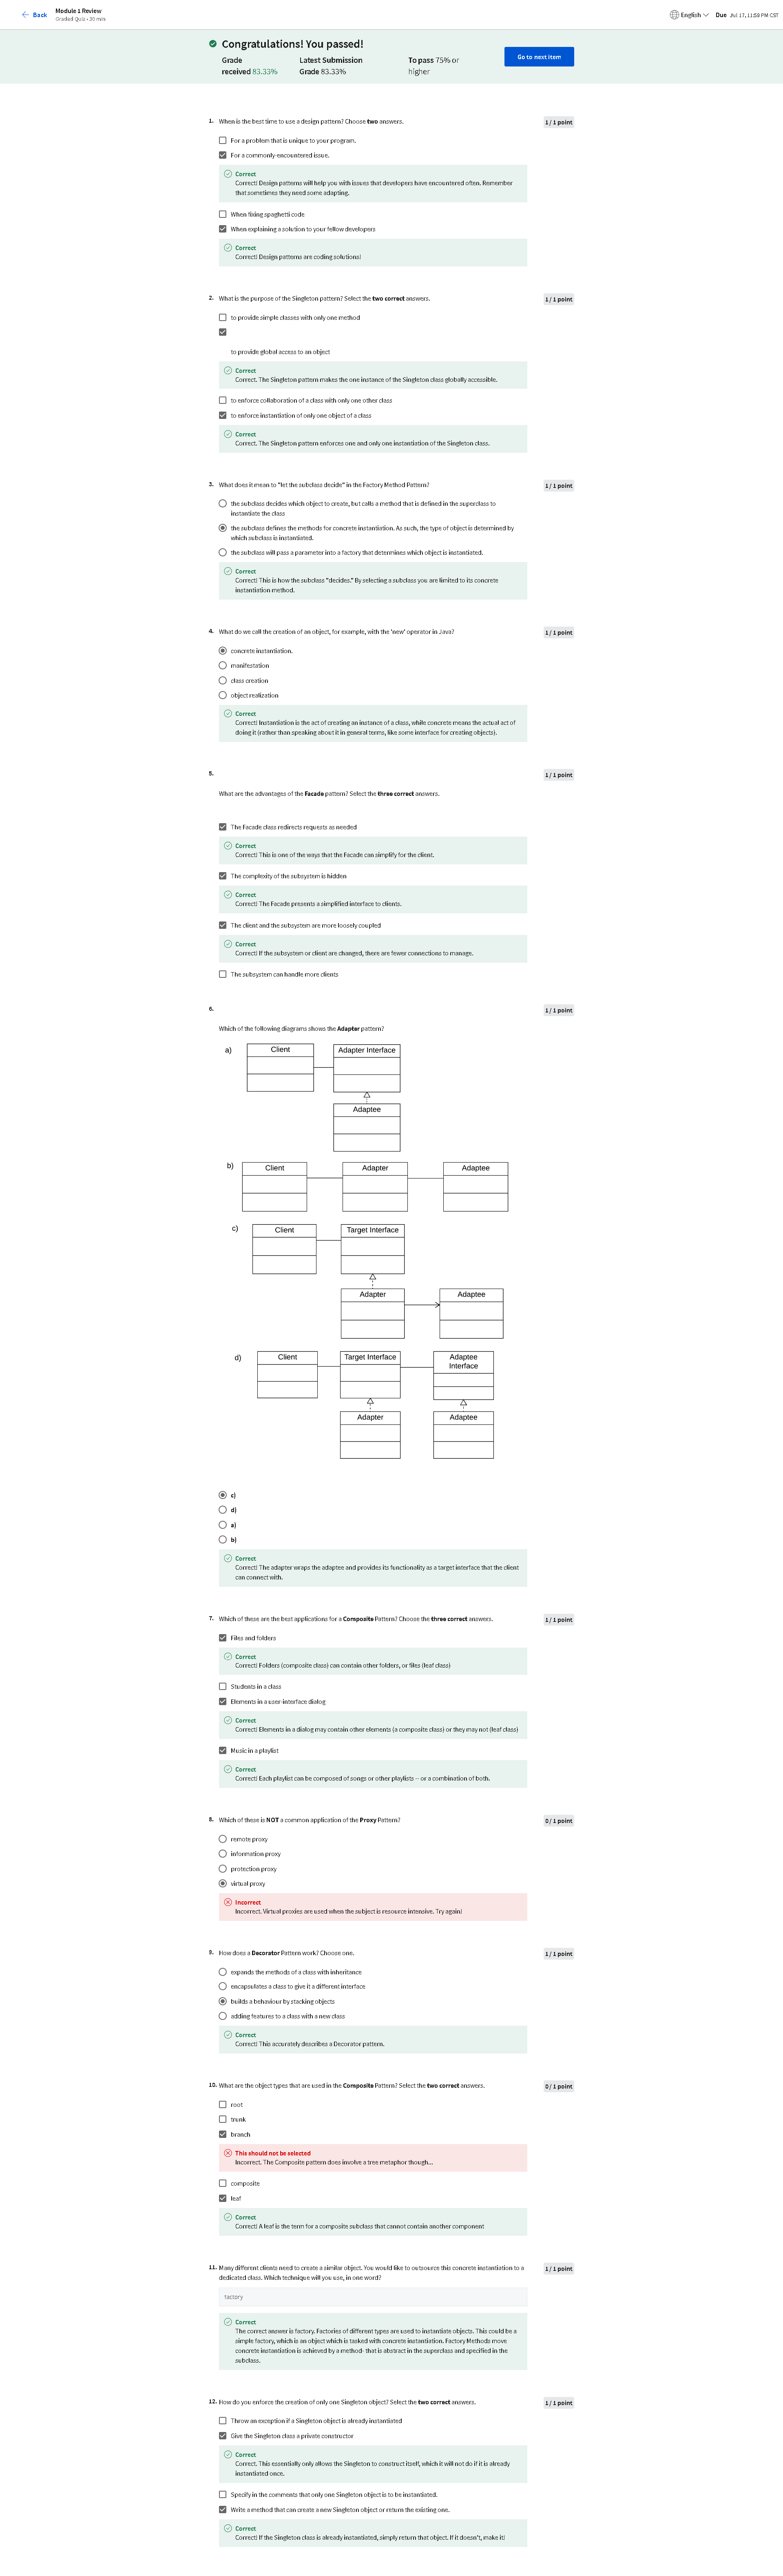 Back
Module 1 Review
Graded Quiz • 30 min
English
Due Jul 17, 11:59 PM CST
Congratulations! You passed!
Grade received 83.33%
Latest Submission Grade 83.33%
To pass 75% or higher
Go to next item
1. When is the best time to use a design pattern? Choose two answers.
1 / 1 point
For a problem that is unique to your program.
For a commonly-encountered issue.
Correct
Correct! Design patterns will help you with issues that developers have encountered often. Remember
that sometimes they need some adapting.
When fixing spaghetti code
When explaining a solution to your fellow developers
Correct
Correct! Design patterns are coding solutions!
2. What is the purpose of the Singleton pattern? Select the two correct answers.
1 / 1 point
to provide simple classes with only one method
to provide global access to an object
Correct
Correct. The Singleton pattern makes the one instance of the Singleton class globally accessible.
to enforce collaboration of a class with only one other class
to enforce instantiation of only one object of a class
Correct
Correct. The Singleton pattern enforces one and only one instantiation of the Singleton class.
3. What does it mean to "let the subclass decide" in the Factory Method Pattern?
1 / 1 point
the subclass decides which object to create, but calls a method that is defined in the superclass to
instantiate the class
the subclass defines the methods for concrete instantiation. As such, the type of object is determined by
which subclass is instantiated.
the subclass will pass a parameter into a factory that determines which object is instantiated.
Correct
Correct! This is how the subclass "decides." By selecting a subclass you are limited to its concrete
instantiation method.
4. What do we call the creation of an object, for example, with the 'new' operator in Java?
1 / 1 point
concrete instantiation.
manifestation
class creation
object realization
Correct
Correct! Instantiation is the act of creating an instance of a class, while concrete means the actual act of
doing it (rather than speaking about it in general terms, like some interface for creating objects).
5.
1 / 1 point
What are the advantages of the Facade pattern? Select the three correct answers.
The Facade class redirects requests as needed
Correct
Correct! This is one of the ways that the Facade can simplify for the client.
The complexity of the subsystem is hidden
Correct
Correct! The Facade presents a simplified interface to clients.
The client and the subsystem are more loosely coupled
Correct
Correct! If the subsystem or client are changed, there are fewer connections to manage.
The subsystem can handle more clients
6.
1 / 1 point
Which of the following diagrams shows the Adapter pattern?
a)
Client
Adapter Interface
Adaptee
b)
Client
Adapter
Adaptee
c)
Client
Target Interface
Adapter
Adaptee
d)
Client
Target Interface
Adaptee
Interface
Adapter
Adaptee
c)
d)
a)
b)
Correct
Correct! The adapter wraps the adaptee and provides its functionality as a target interface that the client
can connect with.
7. Which of these are the best applications for a Composite Pattern? Choose the three correct answers.
1 / 1 point
Files and folders
Correct
Correct! Folders (composite class) can contain other folders, or files (leaf class)
Students in a class
Elements in a user-interface dialog
Correct
Correct! Elements in a dialog may contain other elements (a composite class) or they may not (leaf class)
Music in a playlist
Correct
Correct! Each playlist can be composed of songs or other playlists -- or a combination of both.
8. Which of these is NOT a common application of the Proxy Pattern?
0 / 1 point
remote proxy
information proxy
protection proxy
virtual proxy
Incorrect
Incorrect. Virtual proxies are used when the subject is resource intensive. Try again!
9. How does a Decorator Pattern work? Choose one.
1 / 1 point
expands the methods of a class with inheritance
encapsulates a class to give it a different interface
builds a behaviour by stacking objects
adding features to a class with a new class
Correct
Correct! This accurately describes a Decorator pattern.
10. What are the object types that are used in the Composite Pattern? Select the two correct answers.
0 / 1 point
root
trunk
branch
This should not be selected
Incorrect. The Composite pattern does involve a tree metaphor though...
composite
leaf
Correct
Correct! A leaf is the term for a composite subclass that cannot contain another component
11. Many different clients need to create a similar object. You would like to outsource this concrete instantiation to a
dedicated class. Which technique will you use, in one word?
1 / 1 point
factory
Correct
The correct answer is factory. Factories of different types are used to instantiate objects. This could be a
simple factory, which is an object which is tasked with concrete instantiation. Factory Methods move
concrete instantiation is achieved by a method- that is abstract in the superclass and specified in the
subclass.
12. How do you enforce the creation of only one Singleton object? Select the two correct answers.
1 / 1 point
Throw an exception if a Singleton object is already instantiated
Give the Singleton class a private constructor
Correct
Correct. This essentially only allows the Singleton to construct itself, which it will not do if it is already
instantiated once.
Specify in the comments that only one Singleton object is to be instantiated.
Write a method that can create a new Singleton object or return the existing one.
Correct
Correct! If the Singleton class is already instantiated, simply return that object. If it doesn't, make it!